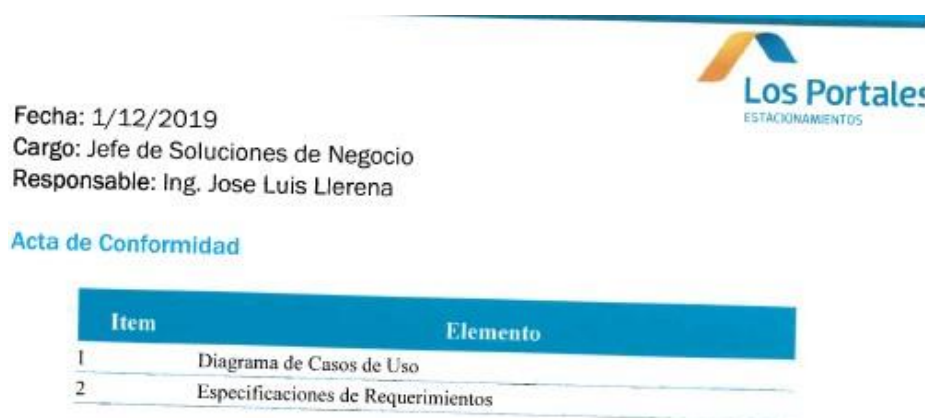 Los Portales
ESTACIONAMIENTOS
Fecha: 1/12/2019
Cargo: Jefe de Soluciones de Negocio
Responsable: Ing. Jose Luis Llerena
Acta de Conformidad
Item Elemento
1 Diagrama de Casos de Uso
2 Especificaciones de Requerimientos